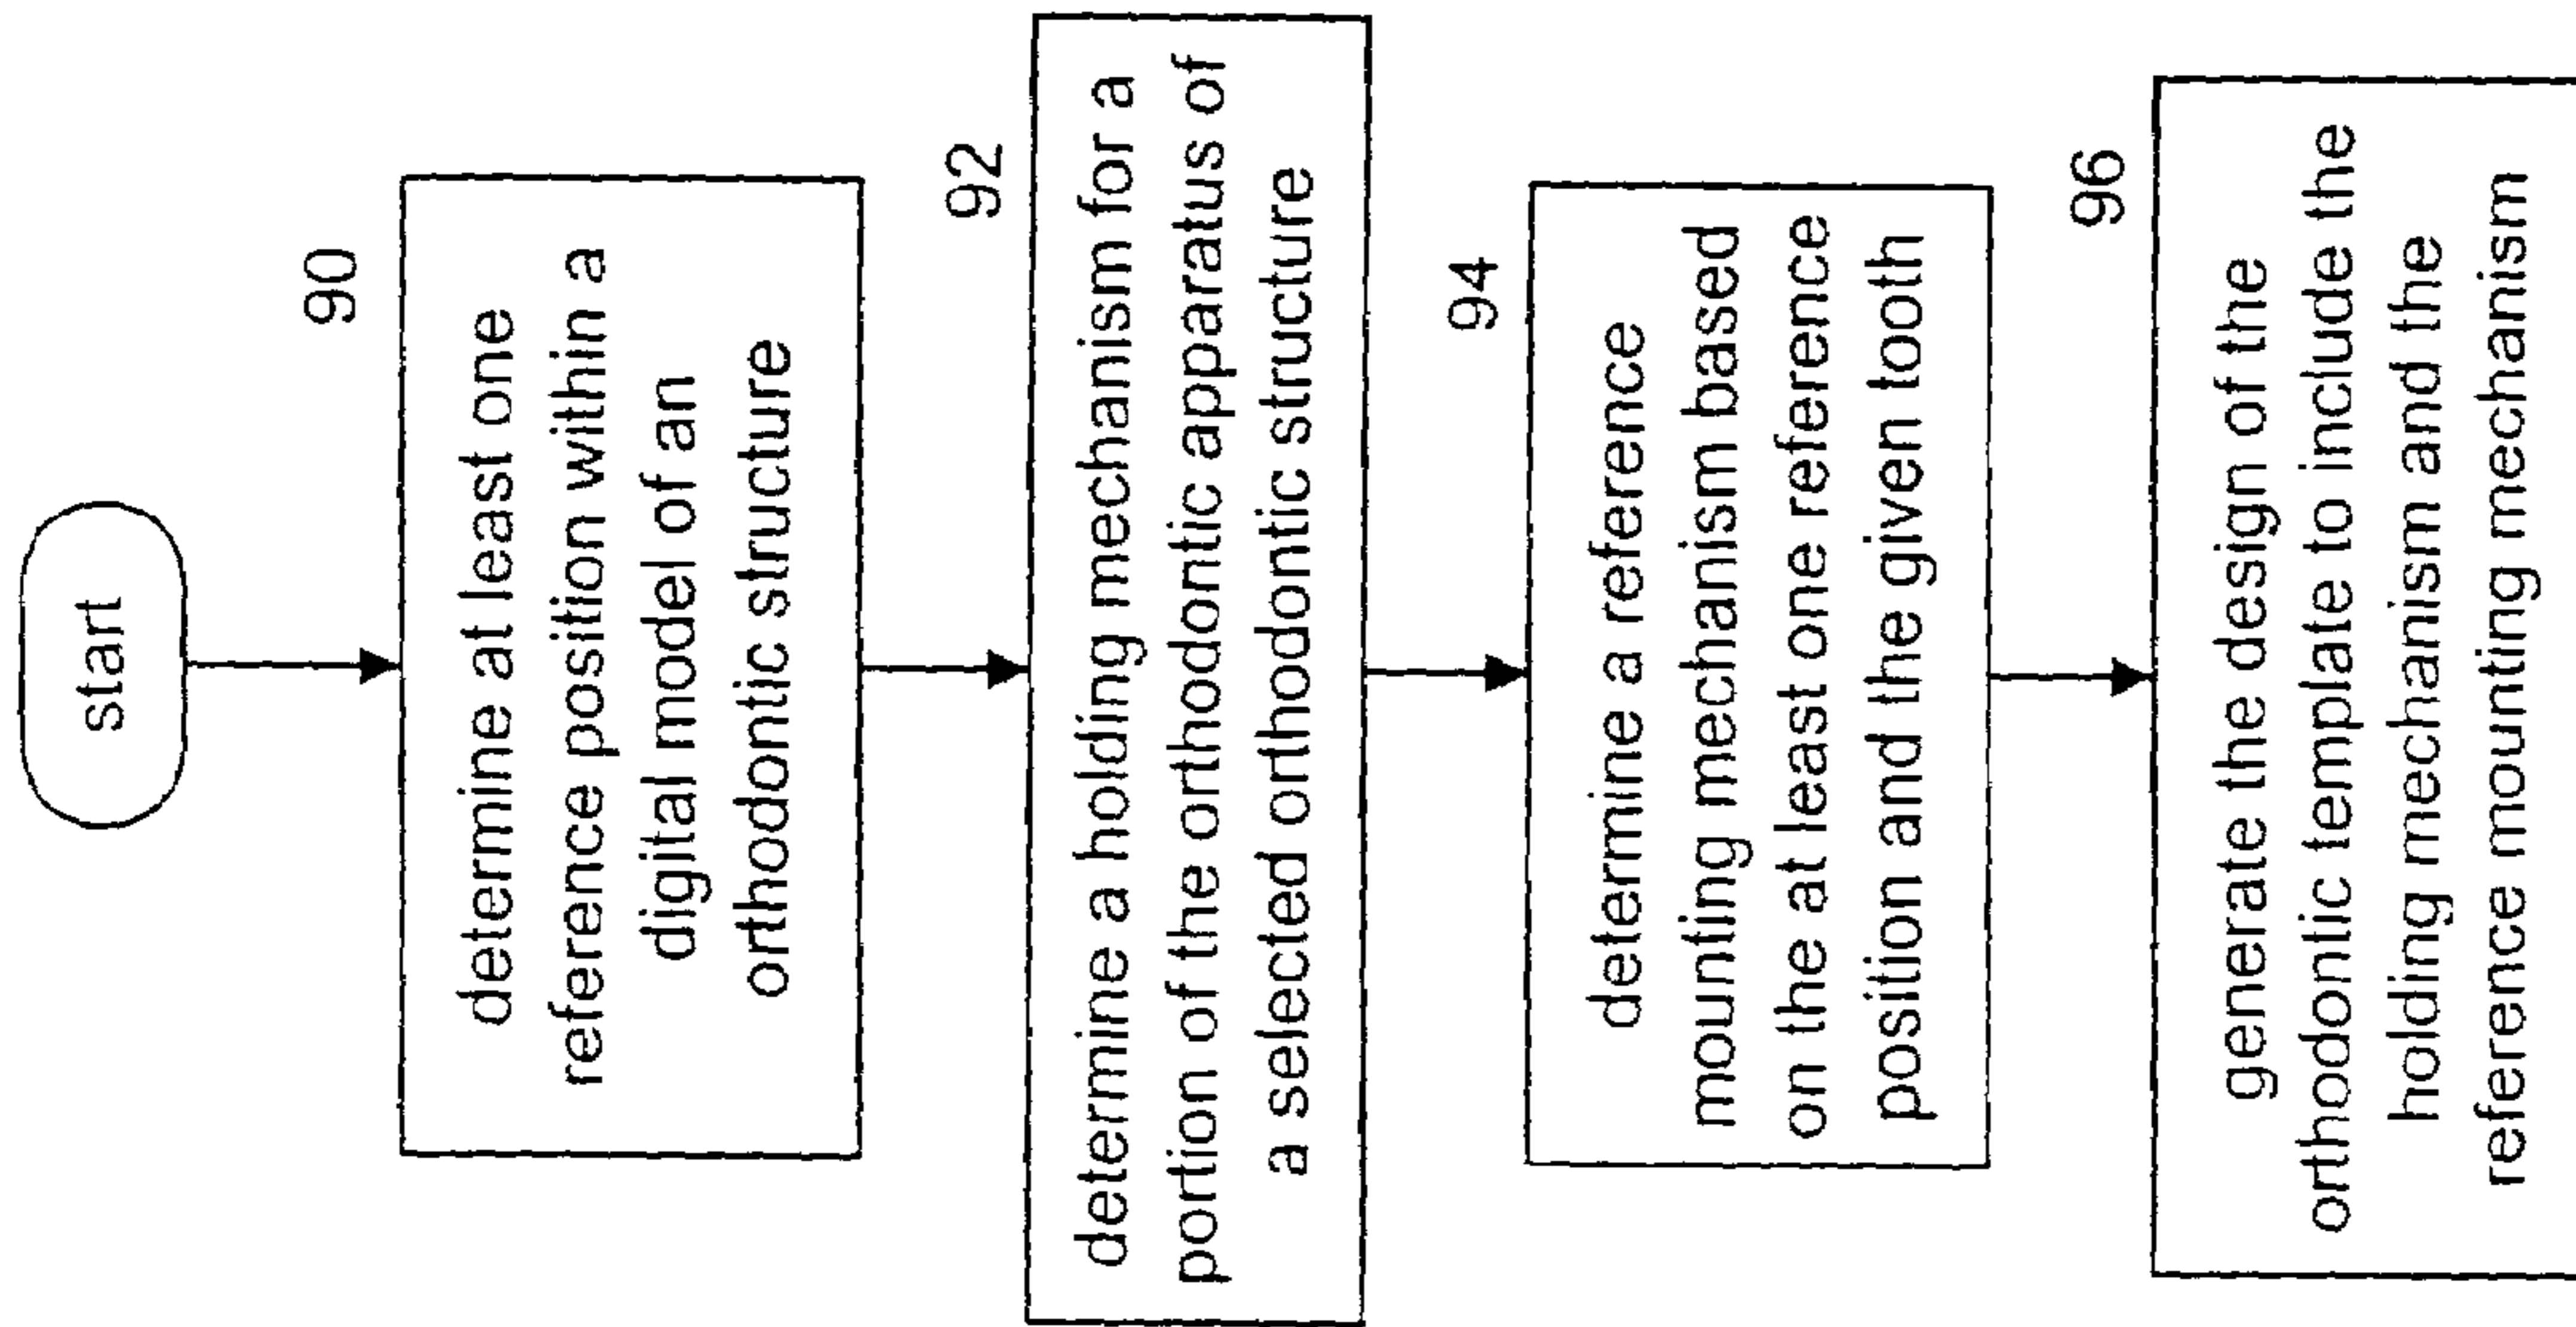 start
90
determine at least one
reference position within a
digital model of an
orthodontic structure
92
determine a holding mechanism for a
portion of the orthodontic apparatus of
a selected orthodontic structure
94
determine a reference
mounting mechanism based
on the at least one reference
position and the given tooth
96
generate the design of the
orthodontic template to include the
holding mechanism and the
reference mounting mechanism